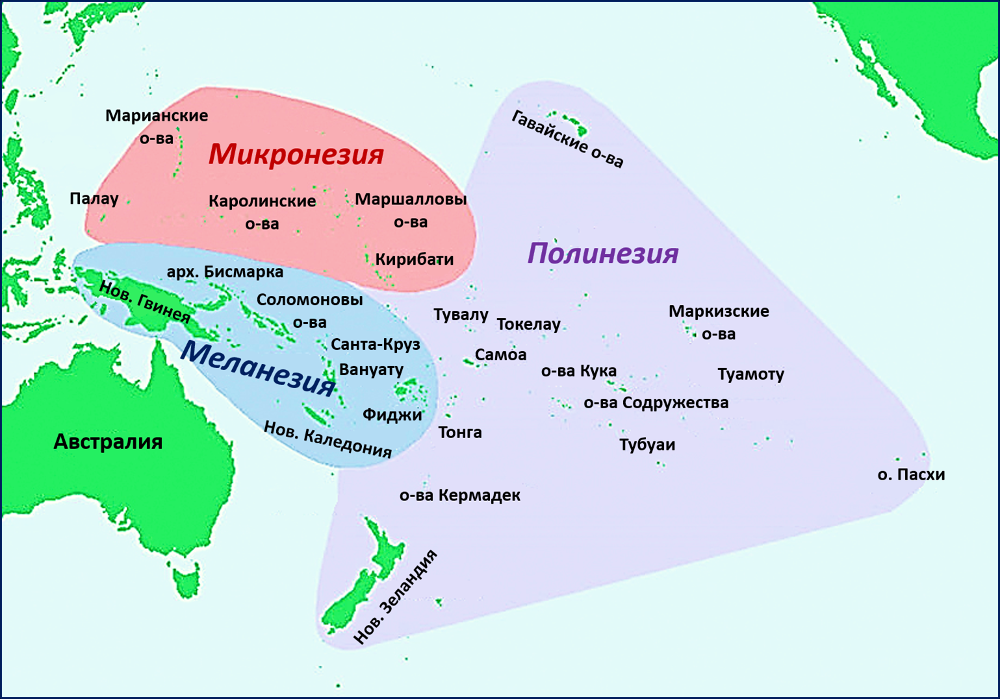 Марианские
о-ва
Гавайские о-ва
Микронезия
Палау
Каролинские
о-ва
Маршалловы
о-ва
Кирибати
Полинезия
арх. Бисмарка
Нов. Гвинея
Соломоновы
о-ва
Тувалу
Токелау
Маркизские
о-ва
Санта-Круз
Меланезия
Вануату
Самоа
о-ва Кука
Туамоту
о-ва Содружества
Фиджи
Нов. Каледония
Тонга
Тубуаи
Австралия
о. Пасхи
о-ва Кермадек
Нов. Зеландия